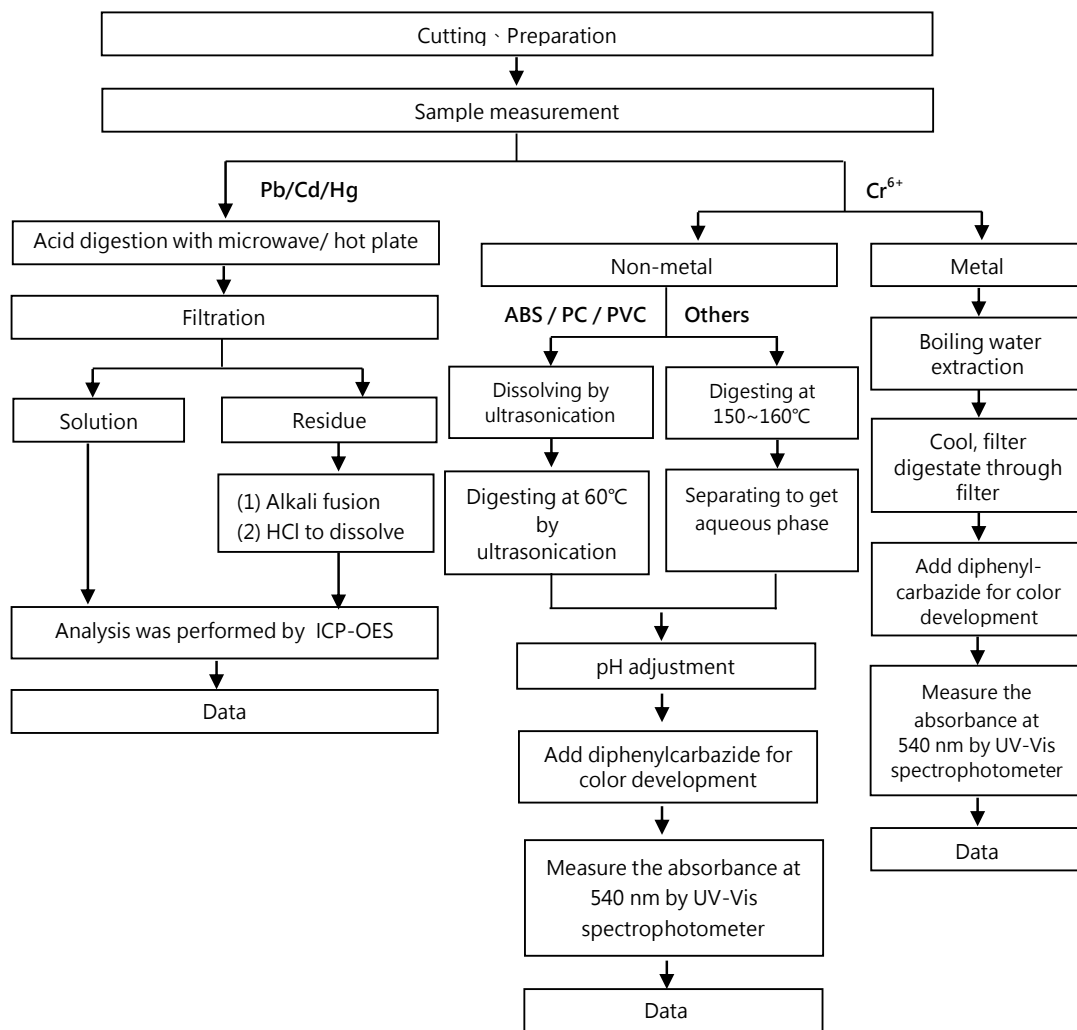 Cutting、Preparation
Sample measurement
Pb/Cd/Hg
Cr⁶⁺
Acid digestion with microwave/ hot plate
Filtration
Solution
Residue
(1) Alkali fusion
(2) HCl to dissolve
Analysis was performed by ICP-OES
Data
Non-metal
ABS / PC / PVC
Others
Dissolving by
ultrasonication
Digesting at
150~160℃
Digesting at 60℃
by
ultrasonication
Separating to get
aqueous phase
pH adjustment
Add diphenylcarbazide for
color development
Measure the absorbance at
540 nm by UV-Vis
spectrophotometer
Data
Metal
Boiling water
extraction
Cool, filter
digestate through
filter
Add diphenyl-
carbazide for color
development
Measure the
absorbance at
540 nm by UV-Vis
spectrophotometer
Data